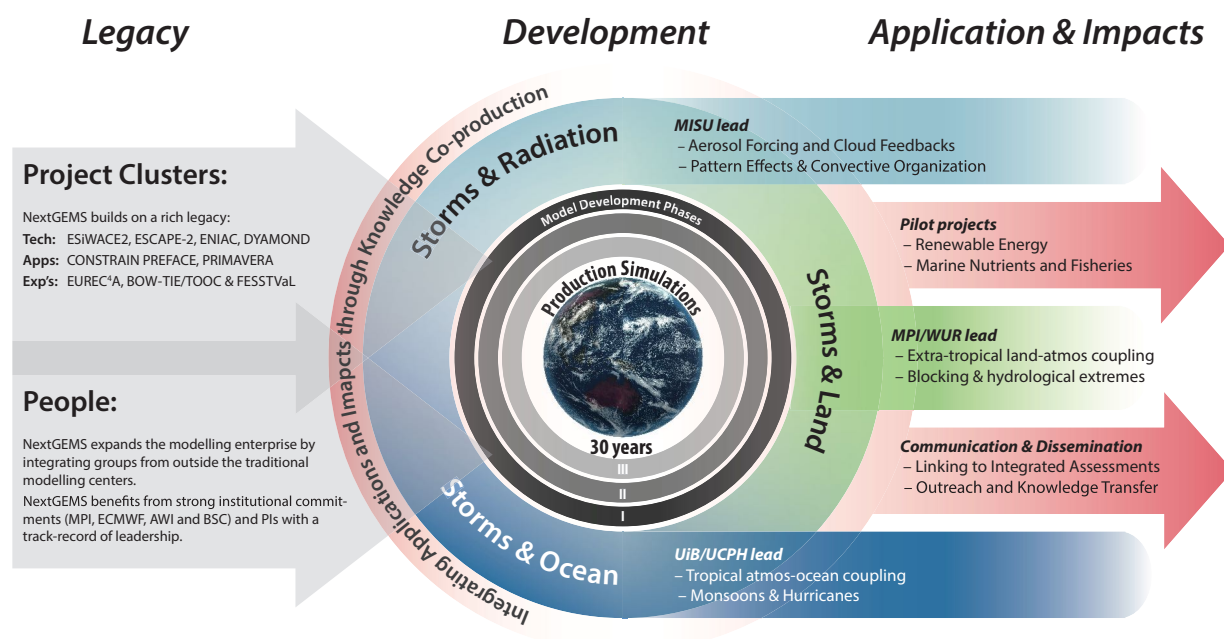 Legacy
Development
Application & Impacts
Project Clusters:
NextGEMS builds on a rich legacy:
Tech: ESiWACE2, ESCAPE-2, ENIAC, DYAMOND
Apps: CONSTRAIN PREFACE, PRIMAVERA
Exp's: EUREC⁴A, BOW-TIE/TOOC & FESSTVaL
People:
NextGEMS expands the modelling enterprise by
integrating groups from outside the traditional
modelling centers.
NextGEMS benefits from strong institutional commit-
ments (MPI, ECMWF, AWI and BSC) and PIs with a
track-record of leadership.
Integrating Applications and Imapcts through Knowledge Co-production
Storms & Radiation
Storms & Land
Storms & Ocean
Model Development Phases
Production Simulations
30 years
III
II
I
MISU lead
– Aerosol Forcing and Cloud Feedbacks
– Pattern Effects & Convective Organization
Pilot projects
– Renewable Energy
– Marine Nutrients and Fisheries
MPI/WUR lead
– Extra-tropical land-atmos coupling
– Blocking & hydrological extremes
Communication & Dissemination
– Linking to Integrated Assessments
– Outreach and Knowledge Transfer
UiB/UCPH lead
– Tropical atmos-ocean coupling
– Monsoons & Hurricanes